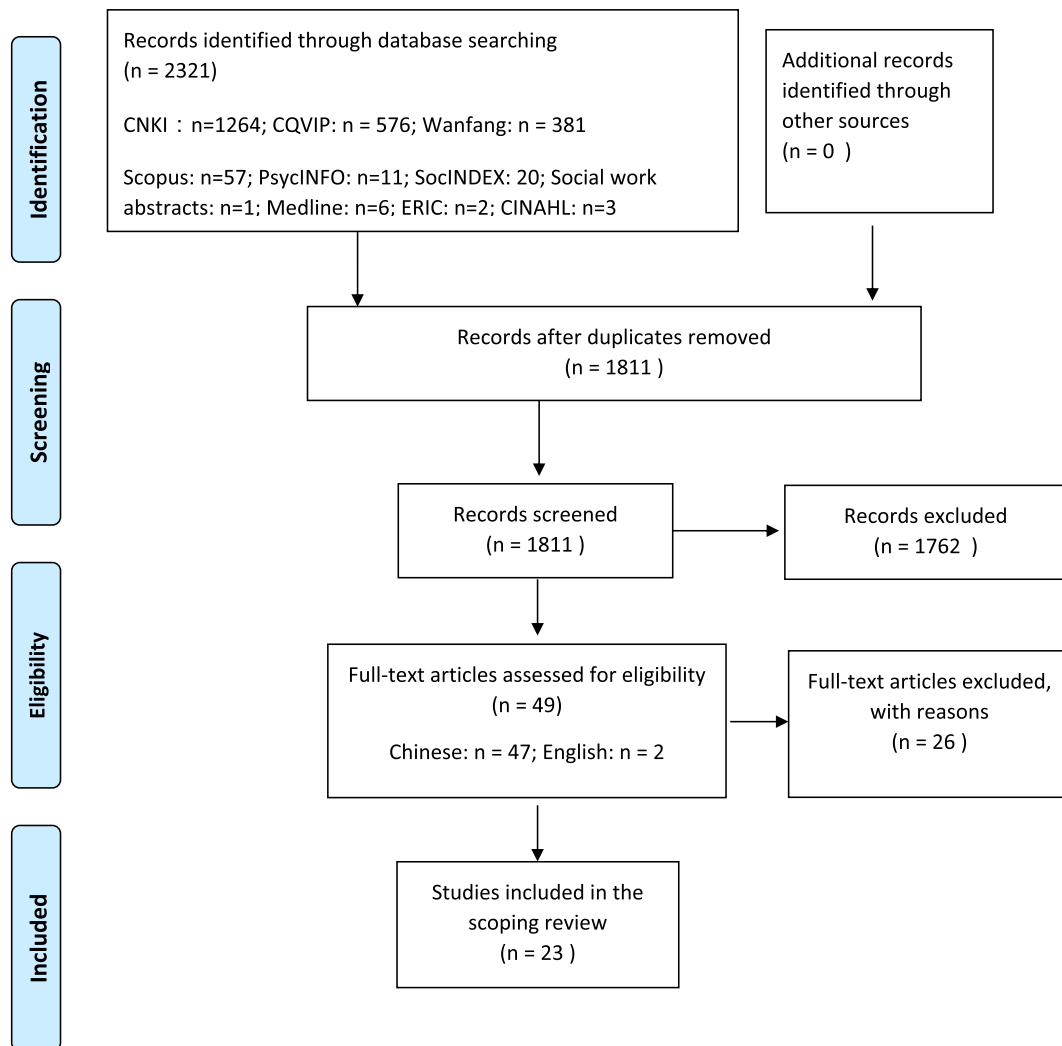 Identification
Records identified through database searching
(n = 2321)
CNKI：n=1264; CQVIP: n = 576; Wanfang: n = 381
Scopus: n=57; PsycINFO: n=11; SocINDEX: 20; Social work
abstracts: n=1; Medline: n=6; ERIC: n=2; CINAHL: n=3
Additional records
identified through
other sources
(n = 0 )
Screening
Records after duplicates removed
(n = 1811 )
Records screened
(n = 1811 )
Records excluded
(n = 1762 )
Eligibility
Full-text articles assessed for eligibility
(n = 49)
Chinese: n = 47; English: n = 2
Full-text articles excluded,
with reasons
(n = 26 )
Included
Studies included in the
scoping review
(n = 23 )